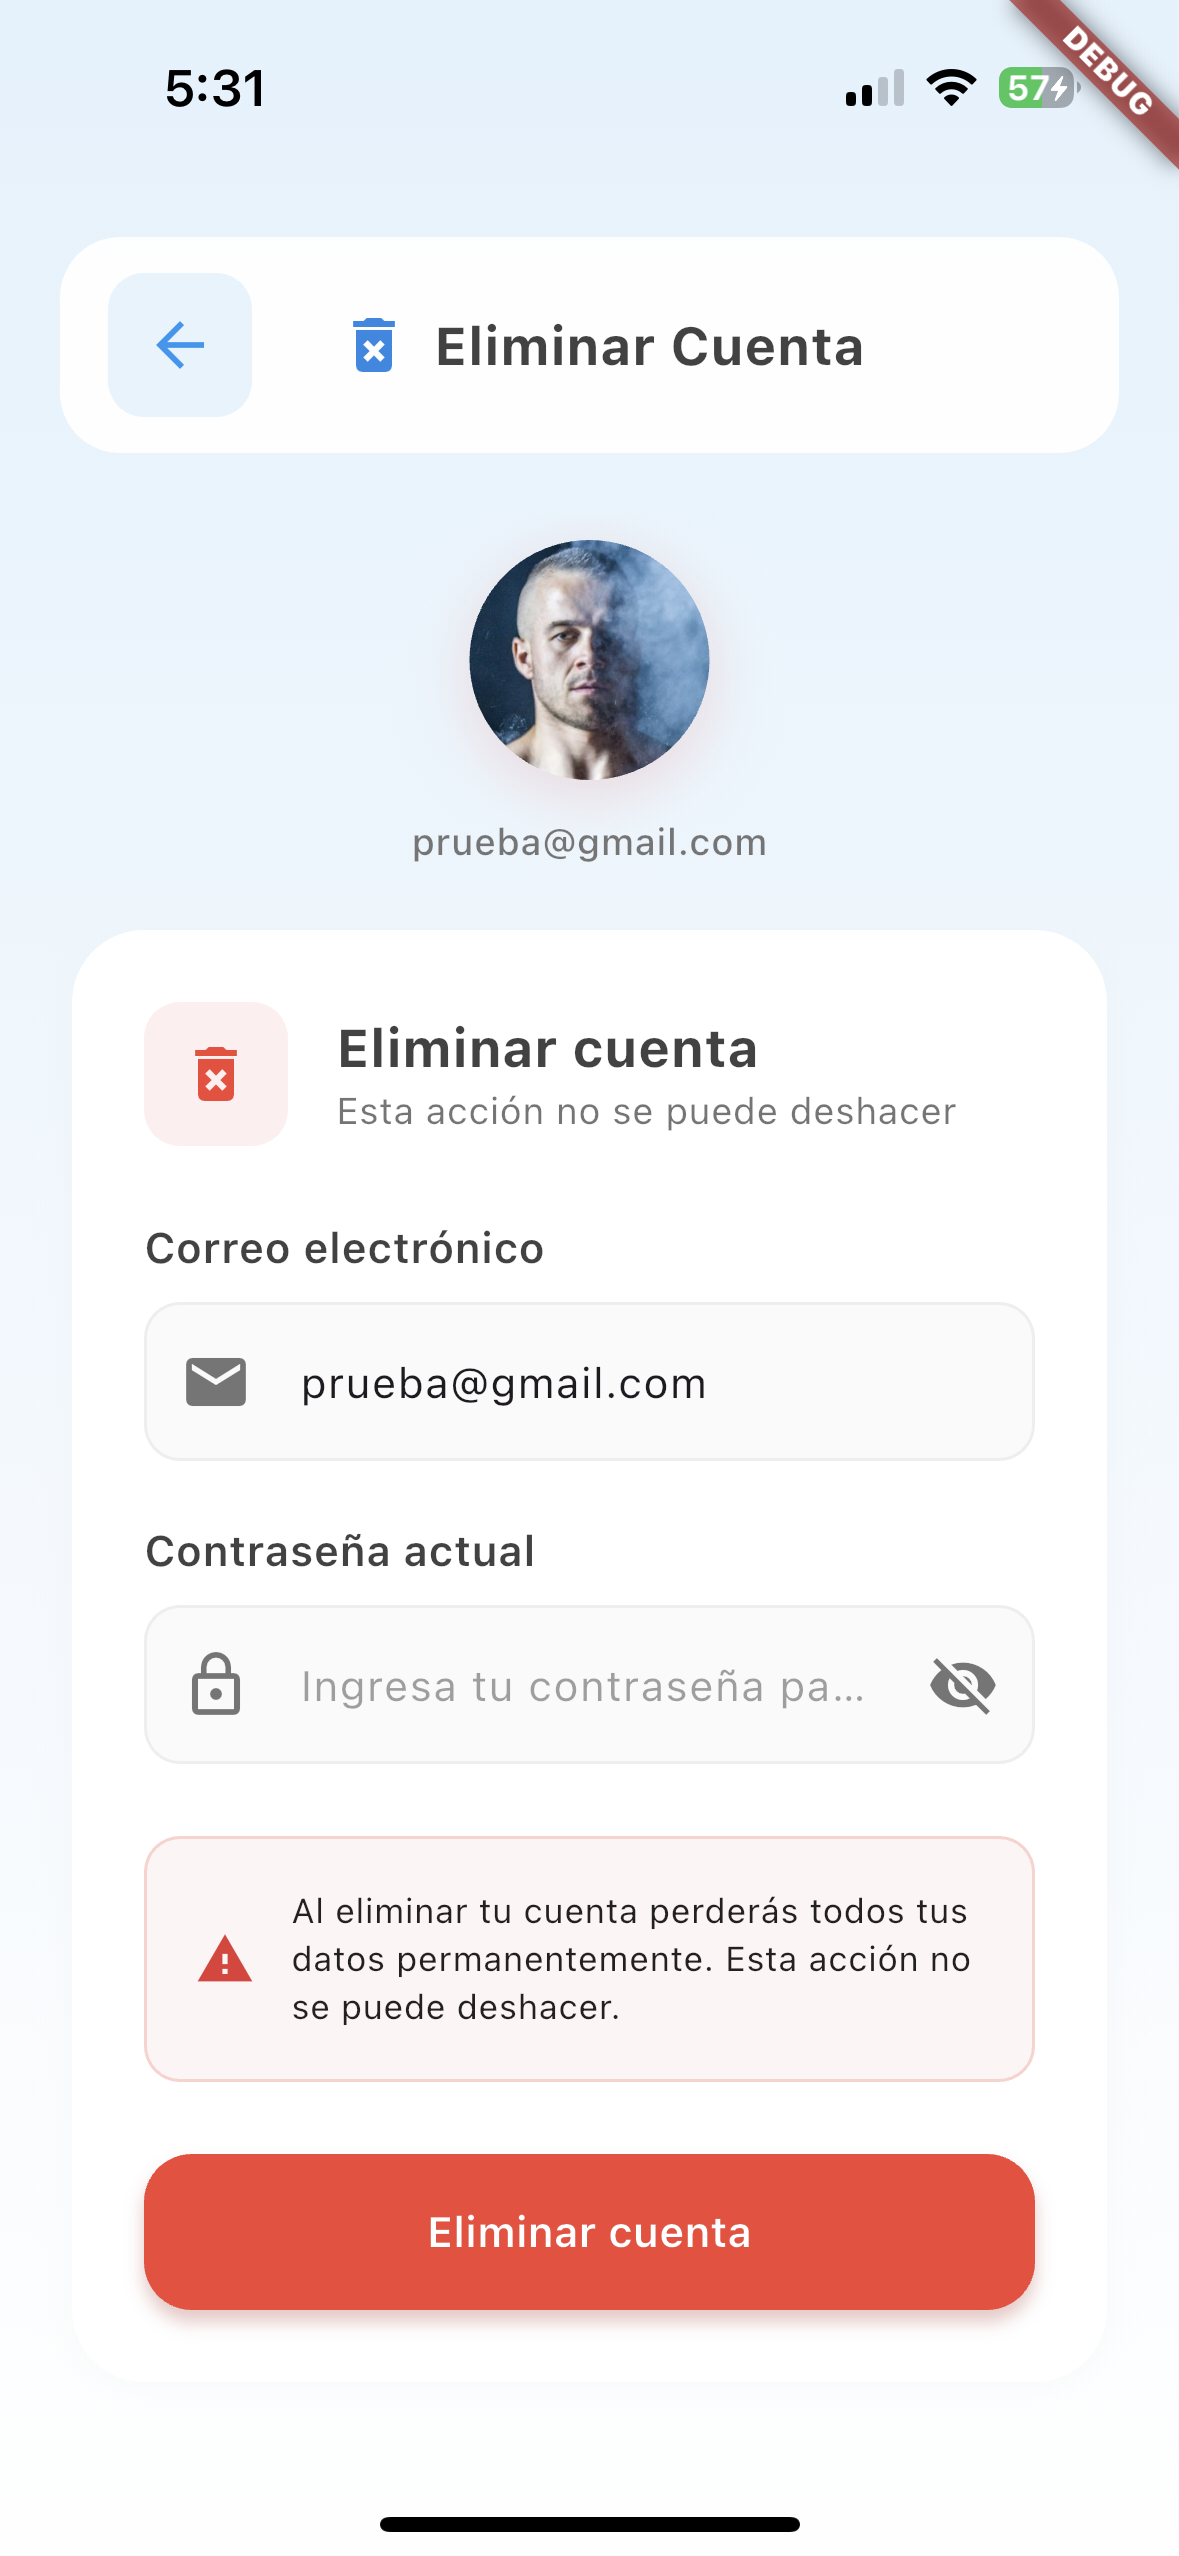 5:31
57
DEBUG
Eliminar Cuenta
prueba@gmail.com
Eliminar cuenta
Esta acción no se puede deshacer
Correo electrónico
prueba@gmail.com
Contraseña actual
Ingresa tu contraseña pa...
Al eliminar tu cuenta perderás todos tus
datos permanentemente. Esta acción no
se puede deshacer.
Eliminar cuenta